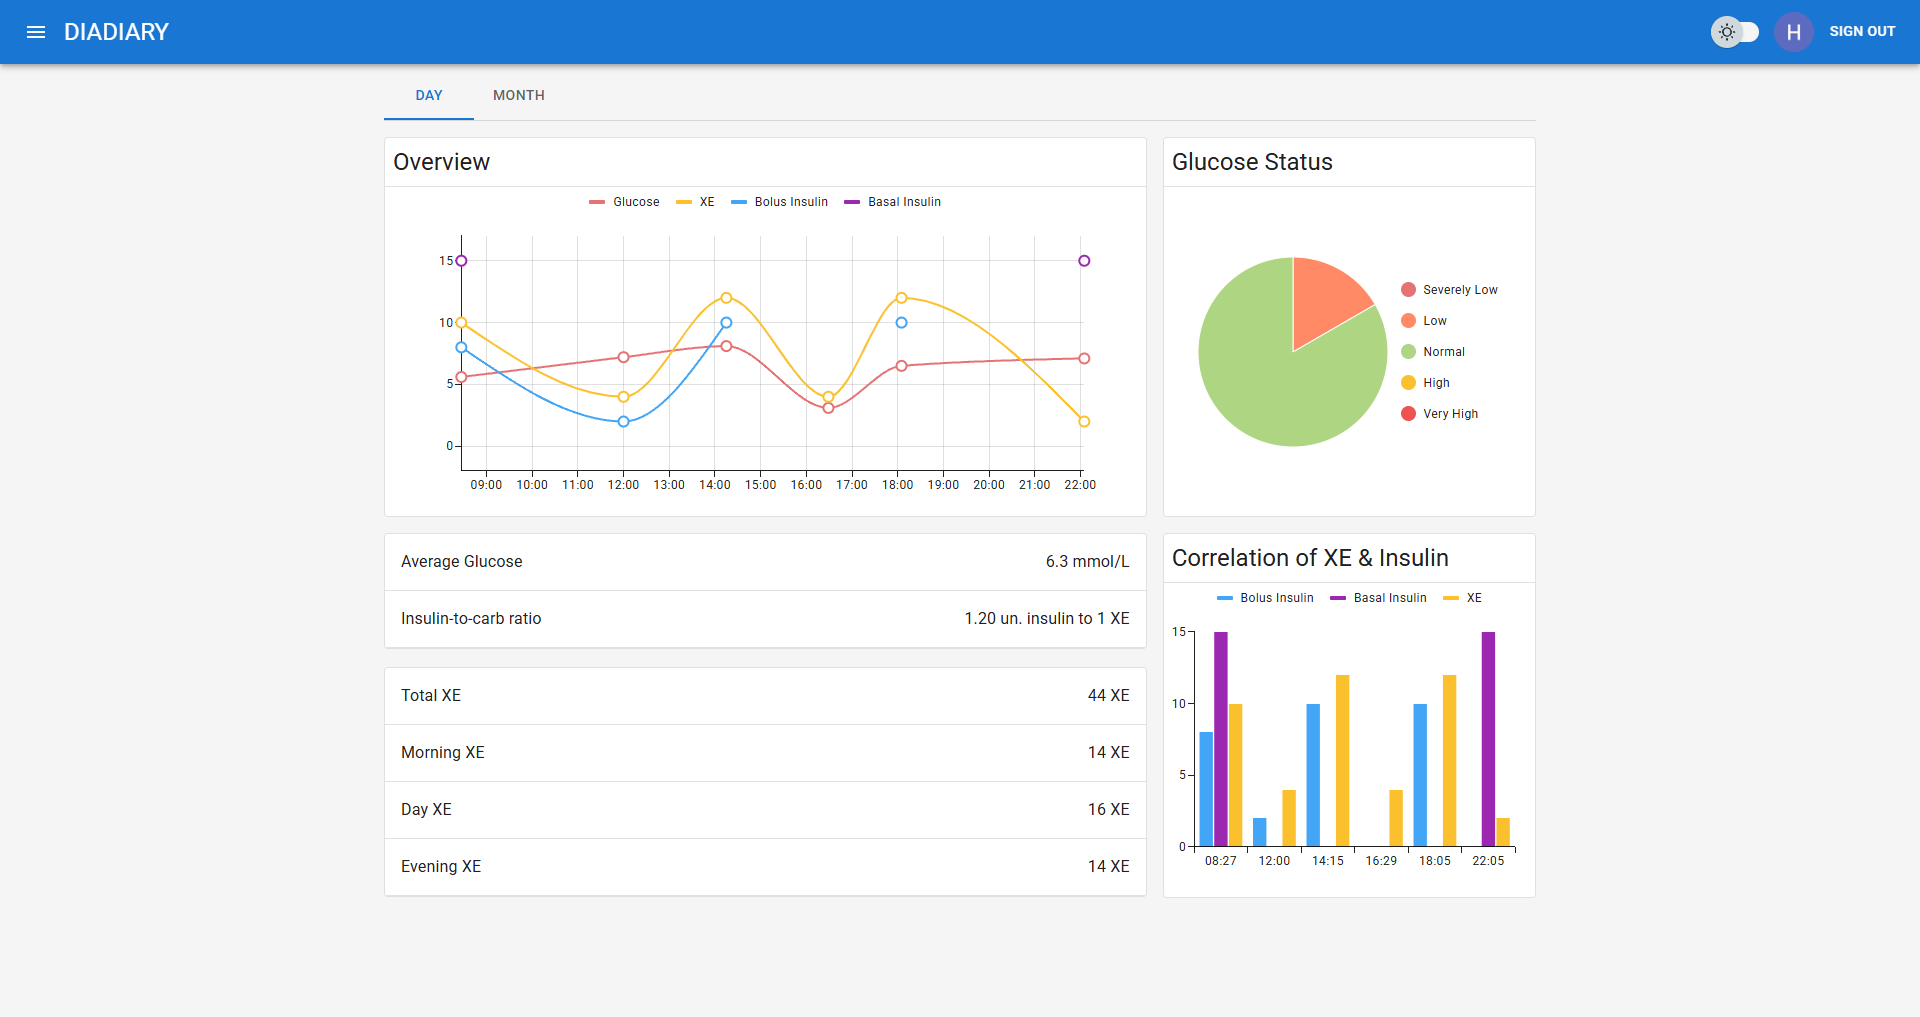 DIADIARY
H
SIGN OUT
DAY
MONTH
Overview
Glucose
XE
Bolus Insulin
Basal Insulin
15
10
5
0
09:00
10:00
11:00
12:00
13:00
14:00
15:00
16:00
17:00
18:00
19:00
20:00
21:00
22:00
Glucose Status
Severely Low
Low
Normal
High
Very High
Average Glucose
6.3 mmol/L
Insulin-to-carb ratio
1.20 un. insulin to 1 XE
Total XE
44 XE
Morning XE
14 XE
Day XE
16 XE
Evening XE
14 XE
Correlation of XE & Insulin
Bolus Insulin
Basal Insulin
XE
15
10
5
0
08:27
12:00
14:15
16:29
18:05
22:05